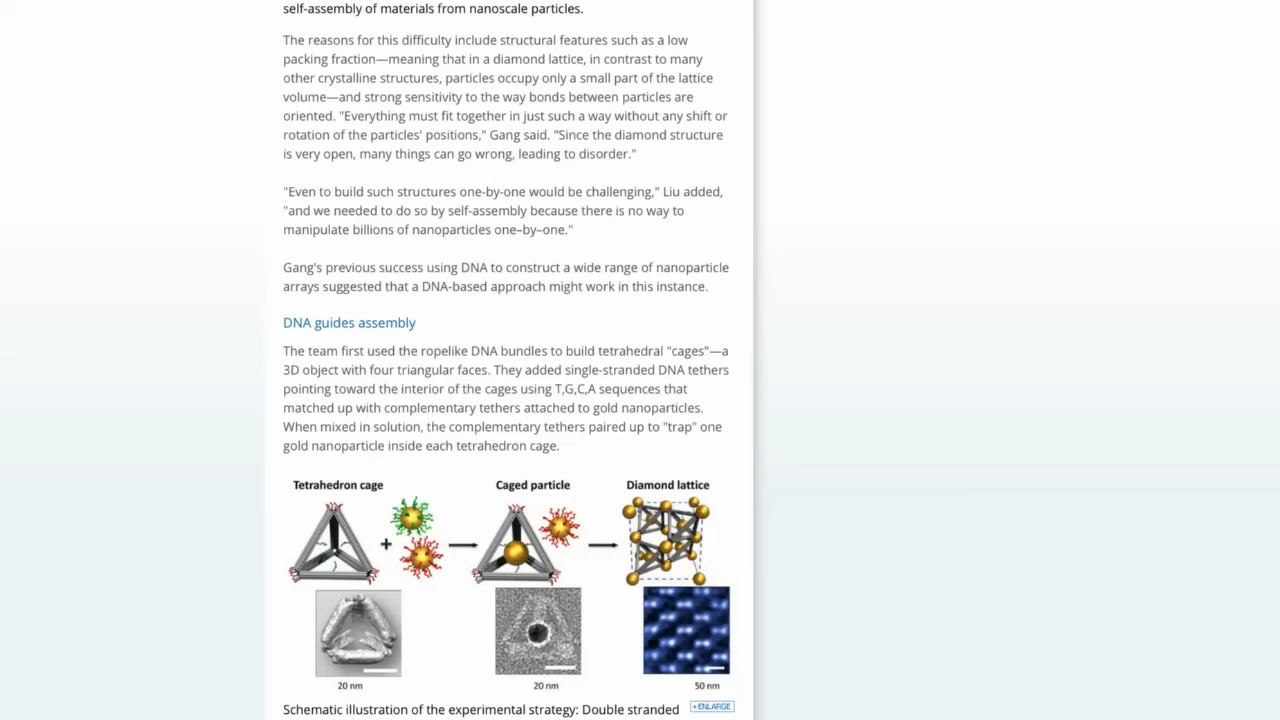 self-assembly of materials from nanoscale particles.
The reasons for this difficulty include structural features such as a low
packing fraction—meaning that in a diamond lattice, in contrast to many
other crystalline structures, particles occupy only a small part of the lattice
volume—and strong sensitivity to the way bonds between particles are
oriented. "Everything must fit together in just such a way without any shift or
rotation of the particles' positions," Gang said. "Since the diamond structure
is very open, many things can go wrong, leading to disorder."
"Even to build such structures one-by-one would be challenging," Liu added,
"and we needed to do so by self-assembly because there is no way to
manipulate billions of nanoparticles one–by–one."
Gang's previous success using DNA to construct a wide range of nanoparticle
arrays suggested that a DNA-based approach might work in this instance.
DNA guides assembly
The team first used the ropelike DNA bundles to build tetrahedral "cages"—a
3D object with four triangular faces. They added single-stranded DNA tethers
pointing toward the interior of the cages using T,G,C,A sequences that
matched up with complementary tethers attached to gold nanoparticles.
When mixed in solution, the complementary tethers paired up to "trap" one
gold nanoparticle inside each tetrahedron cage.
Tetrahedron cage
Caged particle
Diamond lattice
+
20 nm
20 nm
50 nm
Schematic illustration of the experimental strategy: Double stranded
+ ENLARGE